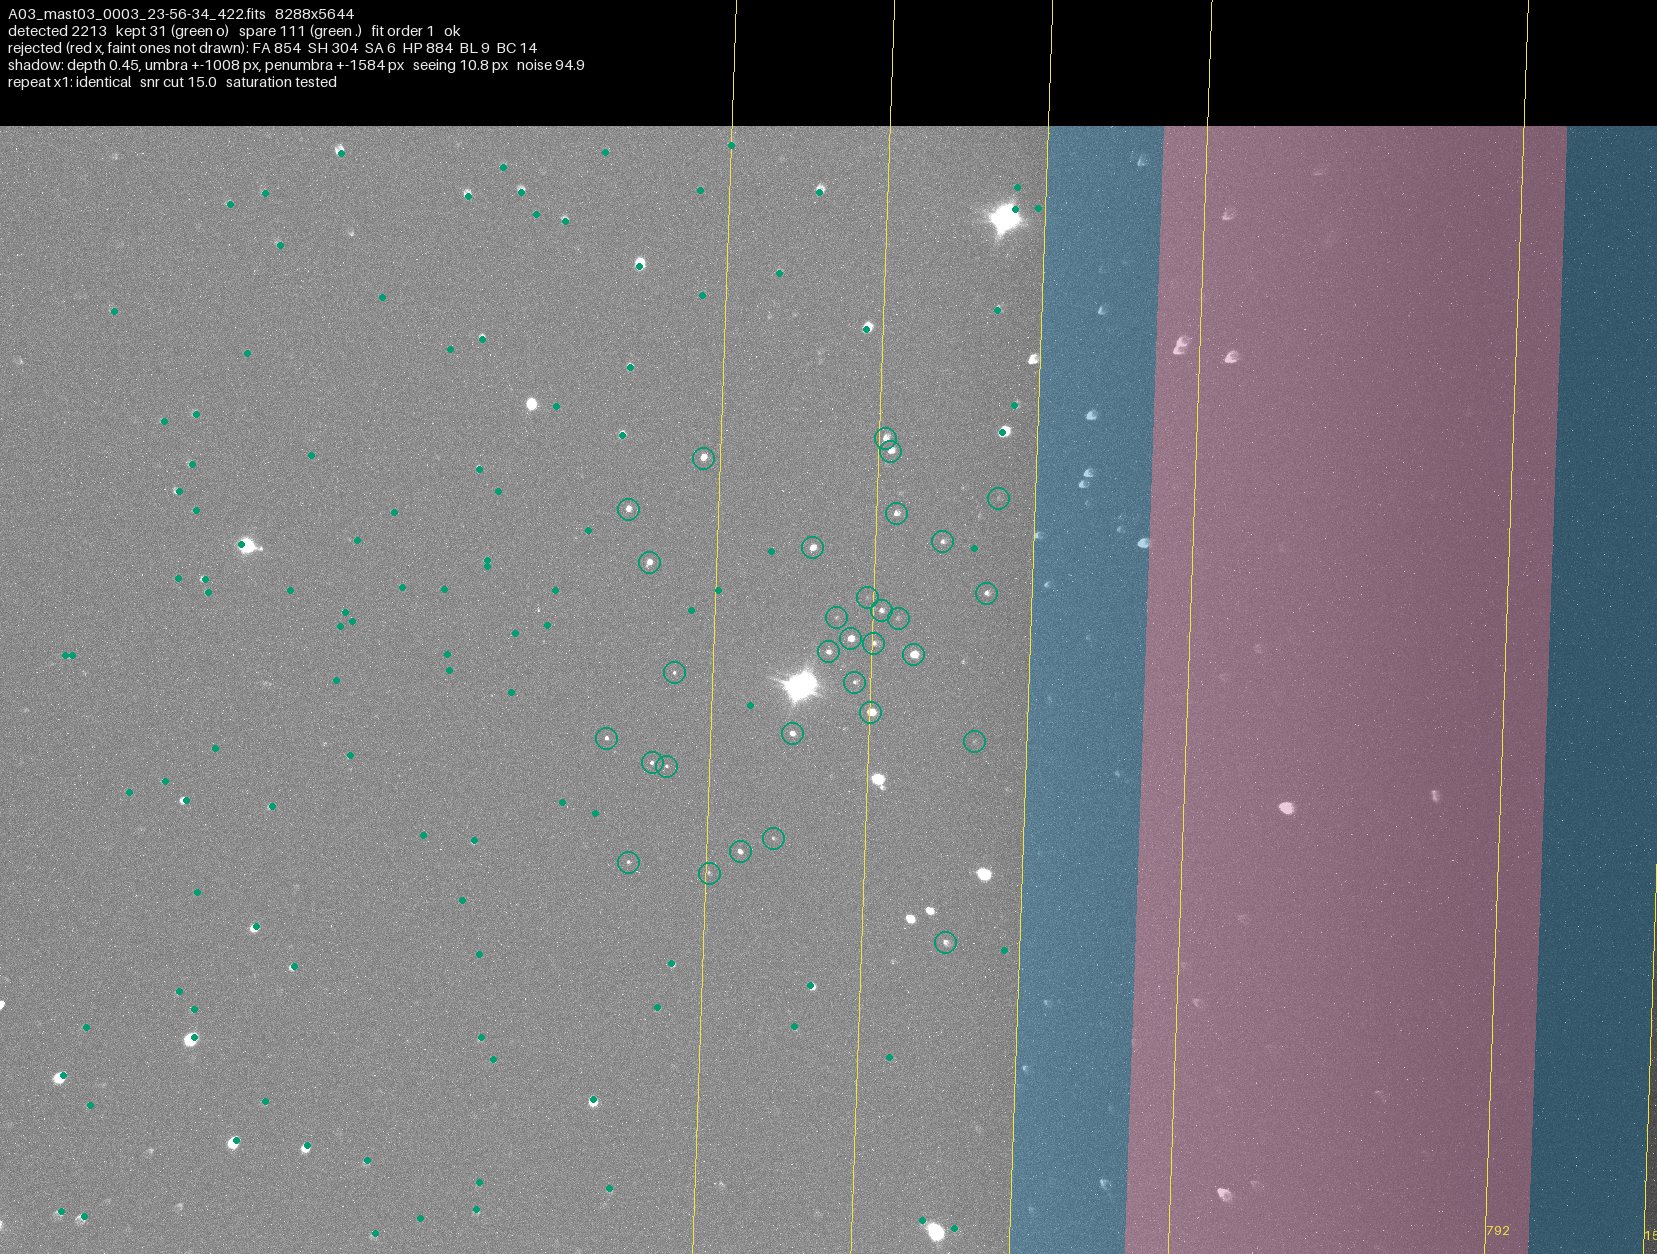 A03_mast03_0003_23-56-34_422.fits 8288x5644
detected 2213 kept 31 (green o) spare 111 (green .) fit order 1 ok
rejected (red x, faint ones not drawn): FA 854 SH 304 SA 6 HP 884 BL 9 BC 14
shadow: depth 0.45, umbra +-1008 px, penumbra +-1584 px seeing 10.8 px noise 94.9
repeat x1: identical snr cut 15.0 saturation tested
792